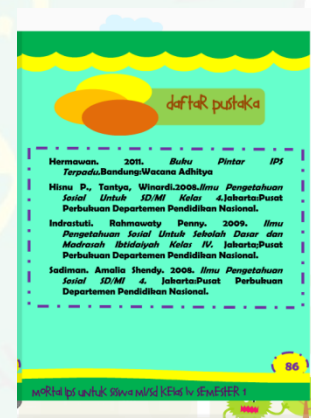 daftaR pustaka
Hermawan. 2011. Buku Pintar IPS
Terpadu.Bandung:Wacana Adhitya
Hisnu P., Tantya, Winardi.2008.Ilmu Pengetahuan
Sosial Untuk SD/MI Kelas 4.Jakarta:Pusat
Perbukuan Departemen Pendidikan Nasional.
Indrastuti. Rahmawaty Penny. 2009. Ilmu
Pengetahuan Sosial Untuk Sekolah Dasar dan
Madrasah Ibtidaiyah Kelas IV. Jakarta:Pusat
Perbukuan Departemen Pendidikan Nasional.
Sadiman. Amalia Shendy. 2008. Ilmu Pengetahuan
Sosial SD/MI 4. Jakarta:Pusat Perbukuan
Departemen Pendidikan Nasional.
86
MORtal Ips untuk Siswa mI/Sd KElas Iv SEMESTER 1